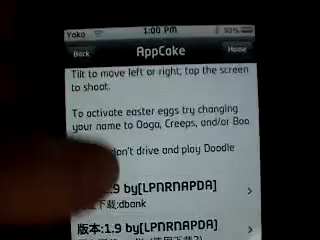 Yoko 1:00 PM 93%
Back AppCake Home
Tilt to move left or right, tap the screen
to shoot.
To activate easter eggs try changing
your name to Ooga, Creeps, and/or Boo
don't drive and play Doodle
.9 by[LPNRNAPDA]
下载:dbank
版本:1.9 by[LPNRNAPDA]